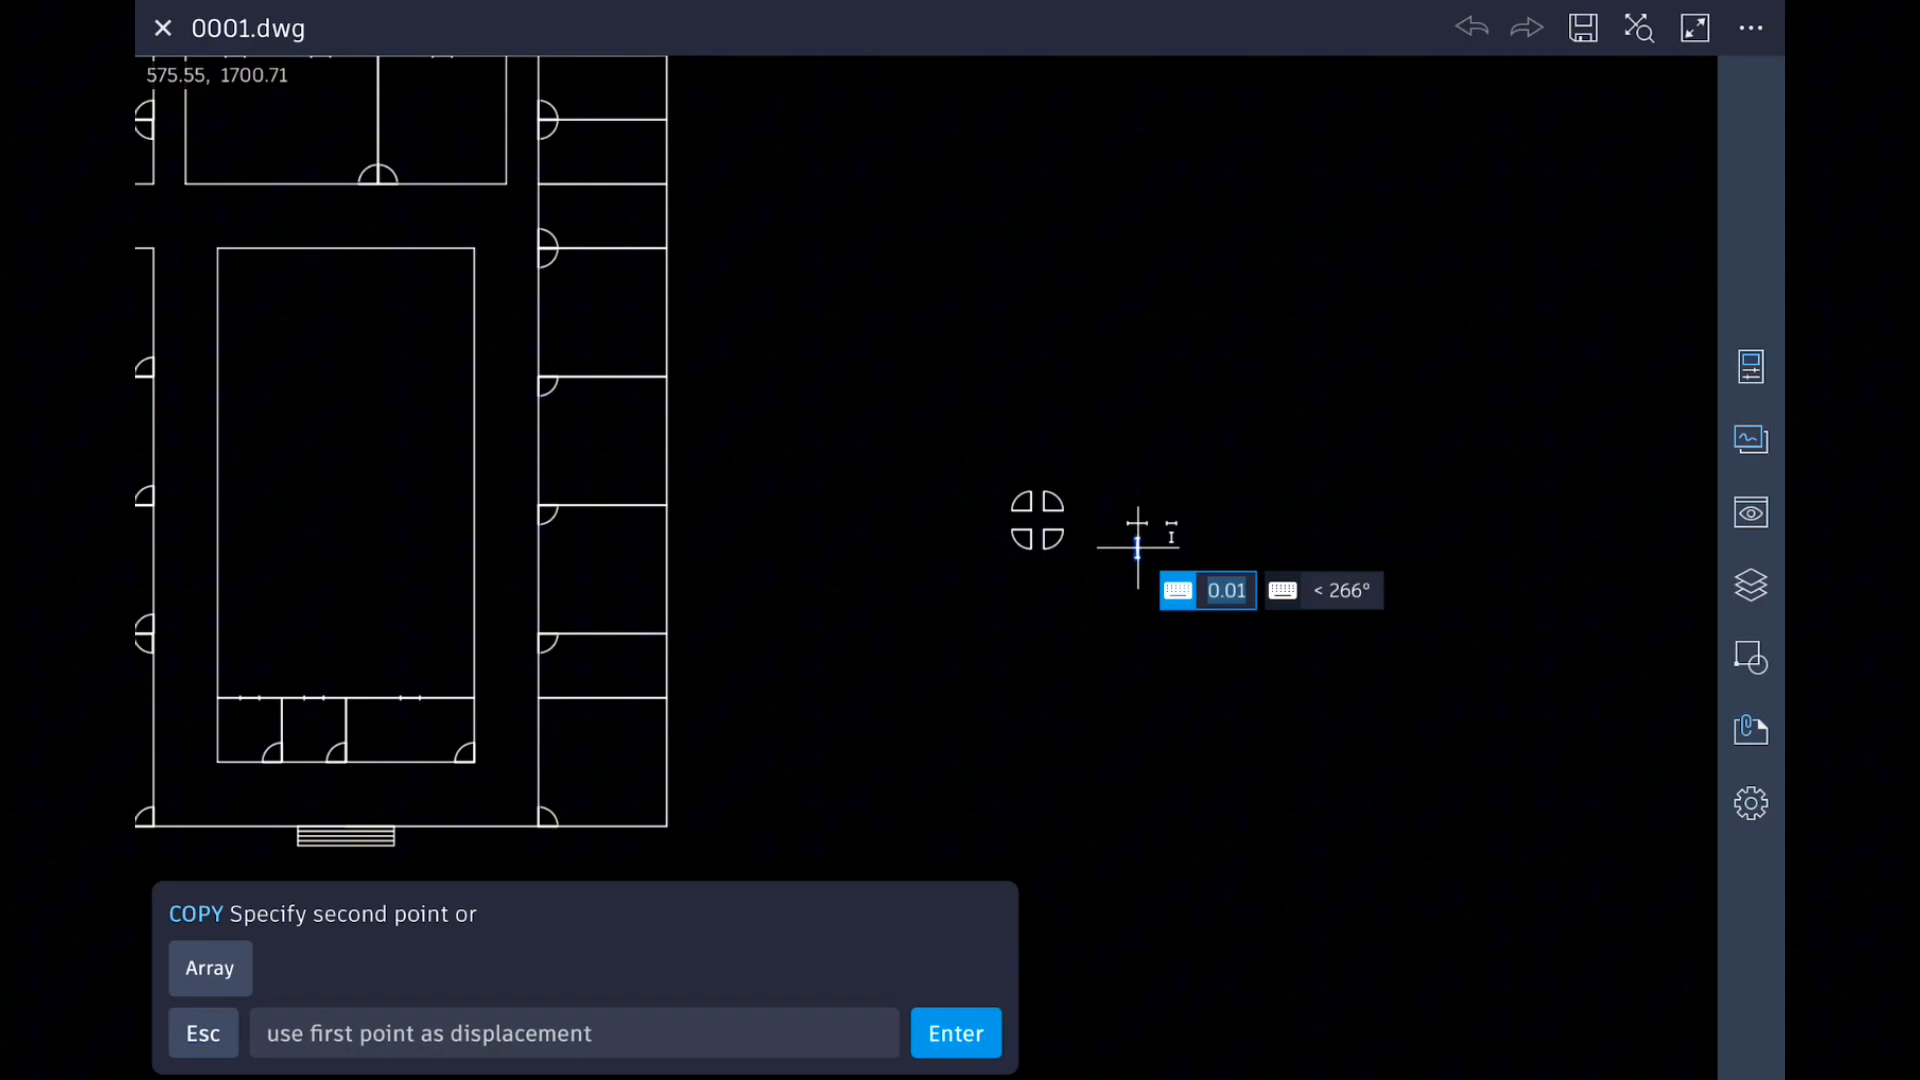 0001.dwg
575.55, 1700.71
0.01
< 266°
COPY Specify second point or
Array
Esc
use first point as displacement
Enter